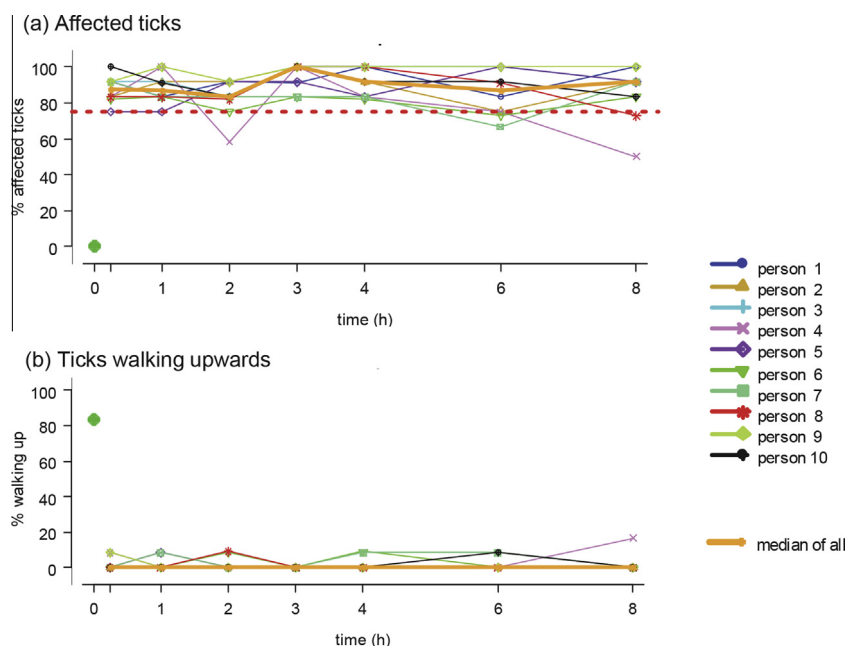 (a) Affected ticks
% affected ticks
100
80
60
40
20
0
0 1 2 3 4 6 8
time (h)
(b) Ticks walking upwards
% walking up
100
80
60
40
20
0
0 1 2 3 4 6 8
time (h)
person 1
person 2
person 3
person 4
person 5
person 6
person 7
person 8
person 9
person 10
median of all